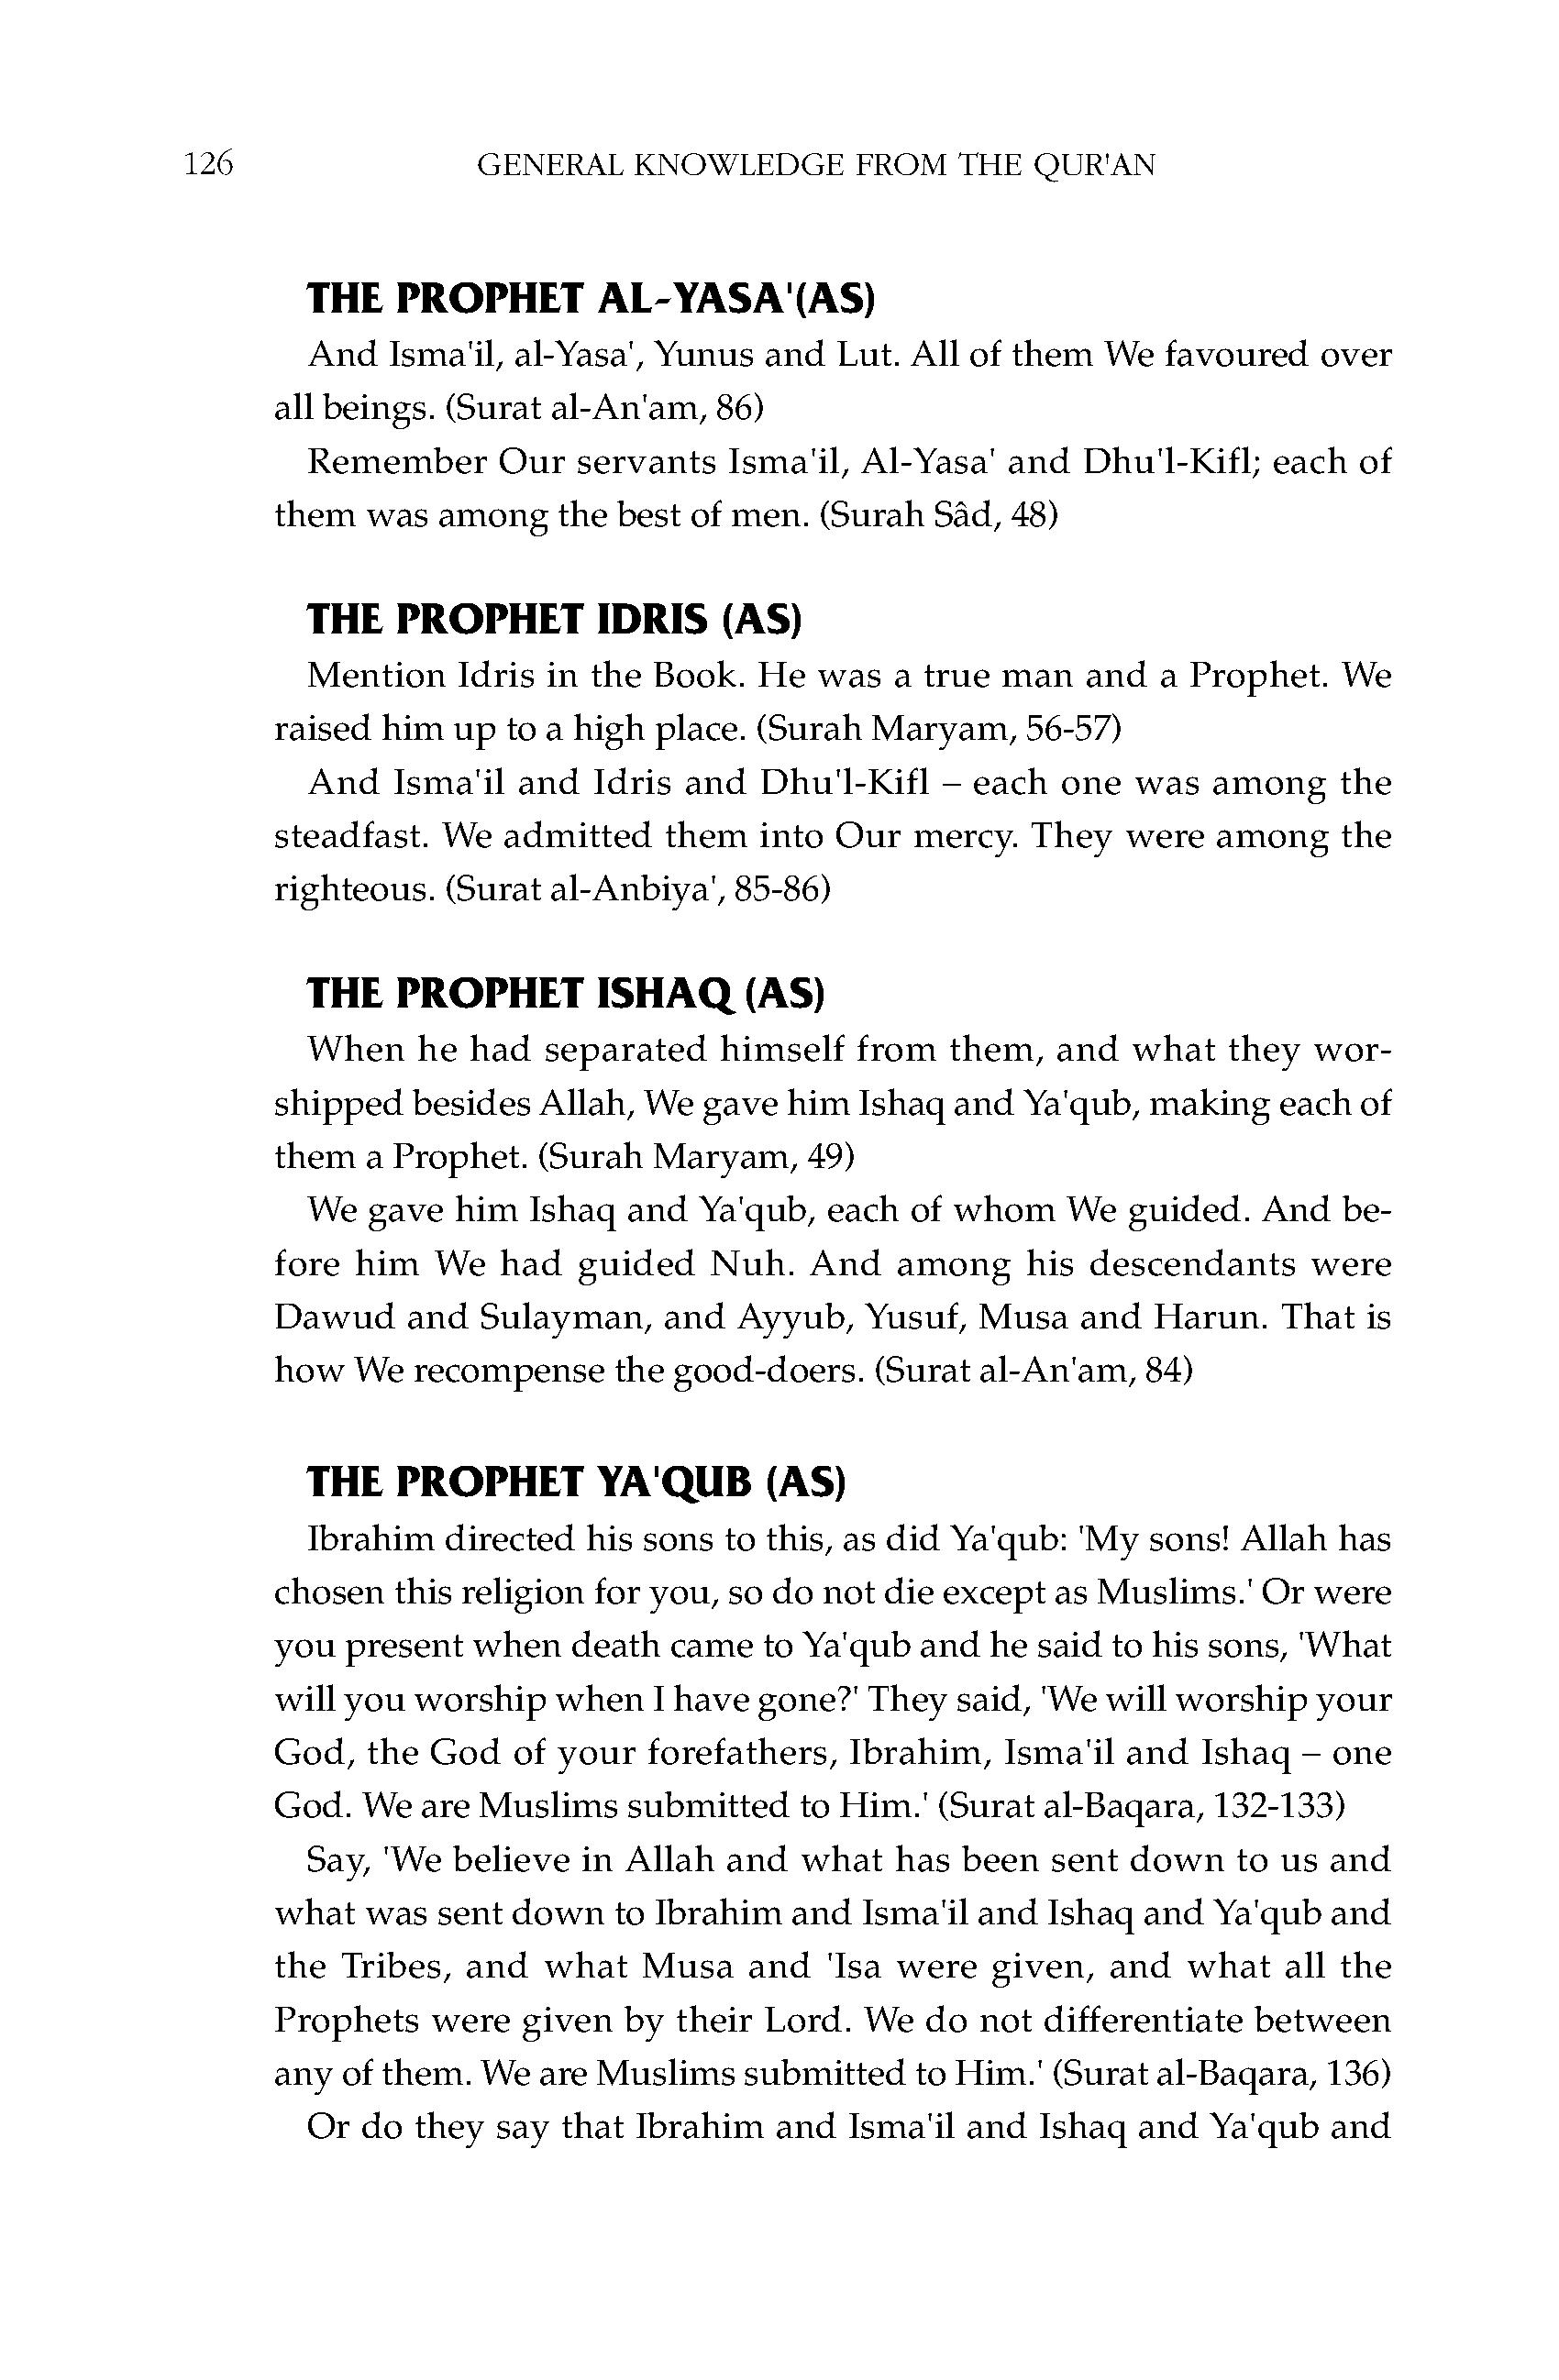 126 GENERAL KNOWLEDGE FROM THE QUR'AN
THE PROPHET AL-YASA'(AS)
And Isma'il, al-Yasa', Yunus and Lut. All of them We favoured over
all beings. (Surat al-An'am, 86)
Remember Our servants Isma'il, Al-Yasa' and Dhu'l-Kifl; each of
them was among the best of men. (Surah Sâd, 48)
THE PROPHET IDRIS (AS)
Mention Idris in the Book. He was a true man and a Prophet. We
raised him up to a high place. (Surah Maryam, 56-57)
And Isma'il and Idris and Dhu'l-Kifl – each one was among the
steadfast. We admitted them into Our mercy. They were among the
righteous. (Surat al-Anbiya', 85-86)
THE PROPHET ISHAQ (AS)
When he had separated himself from them, and what they wor-
shipped besides Allah, We gave him Ishaq and Ya'qub, making each of
them a Prophet. (Surah Maryam, 49)
We gave him Ishaq and Ya'qub, each of whom We guided. And be-
fore him We had guided Nuh. And among his descendants were
Dawud and Sulayman, and Ayyub, Yusuf, Musa and Harun. That is
how We recompense the good-doers. (Surat al-An'am, 84)
THE PROPHET YA'QUB (AS)
Ibrahim directed his sons to this, as did Ya'qub: 'My sons! Allah has
chosen this religion for you, so do not die except as Muslims.' Or were
you present when death came to Ya'qub and he said to his sons, 'What
will you worship when I have gone?' They said, 'We will worship your
God, the God of your forefathers, Ibrahim, Isma'il and Ishaq – one
God. We are Muslims submitted to Him.' (Surat al-Baqara, 132-133)
Say, 'We believe in Allah and what has been sent down to us and
what was sent down to Ibrahim and Isma'il and Ishaq and Ya'qub and
the Tribes, and what Musa and 'Isa were given, and what all the
Prophets were given by their Lord. We do not differentiate between
any of them. We are Muslims submitted to Him.' (Surat al-Baqara, 136)
Or do they say that Ibrahim and Isma'il and Ishaq and Ya'qub and